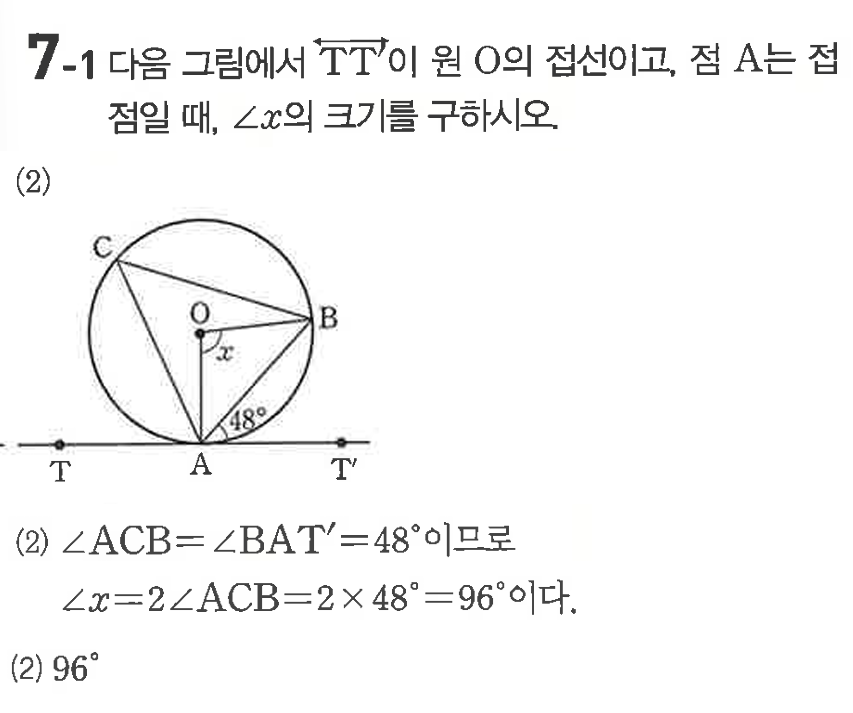 7-1 다음 그림에서 TT′이 원 O의 접선이고, 점 A는 접
점일 때, ∠x의 크기를 구하시오.
(2)
C
O
B
x
48°
T
A
T′
(2) ∠ACB=∠BAT′=48°이므로
∠x=2∠ACB=2×48°=96°이다.
(2) 96°